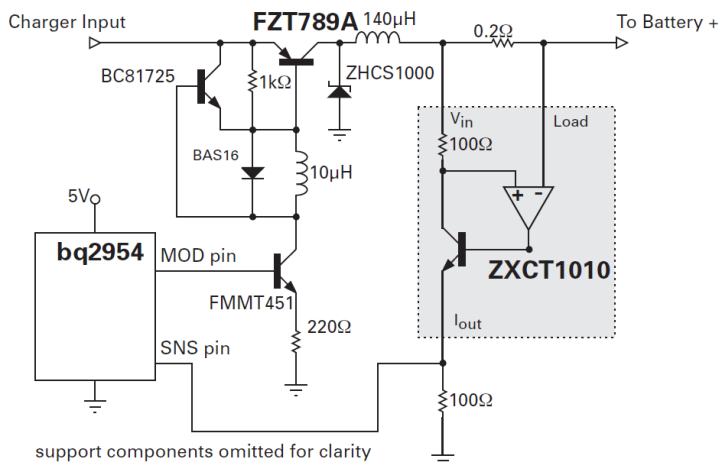 Charger Input
FZT789A
140µH
0.2Ω
To Battery +
BC81725
1kΩ
ZHCS1000
Vin
Load
100Ω
BAS16
10µH
5V
+ -
bq2954
MOD pin
ZXCT1010
FMMT451
220Ω
Iout
SNS pin
100Ω
support components omitted for clarity